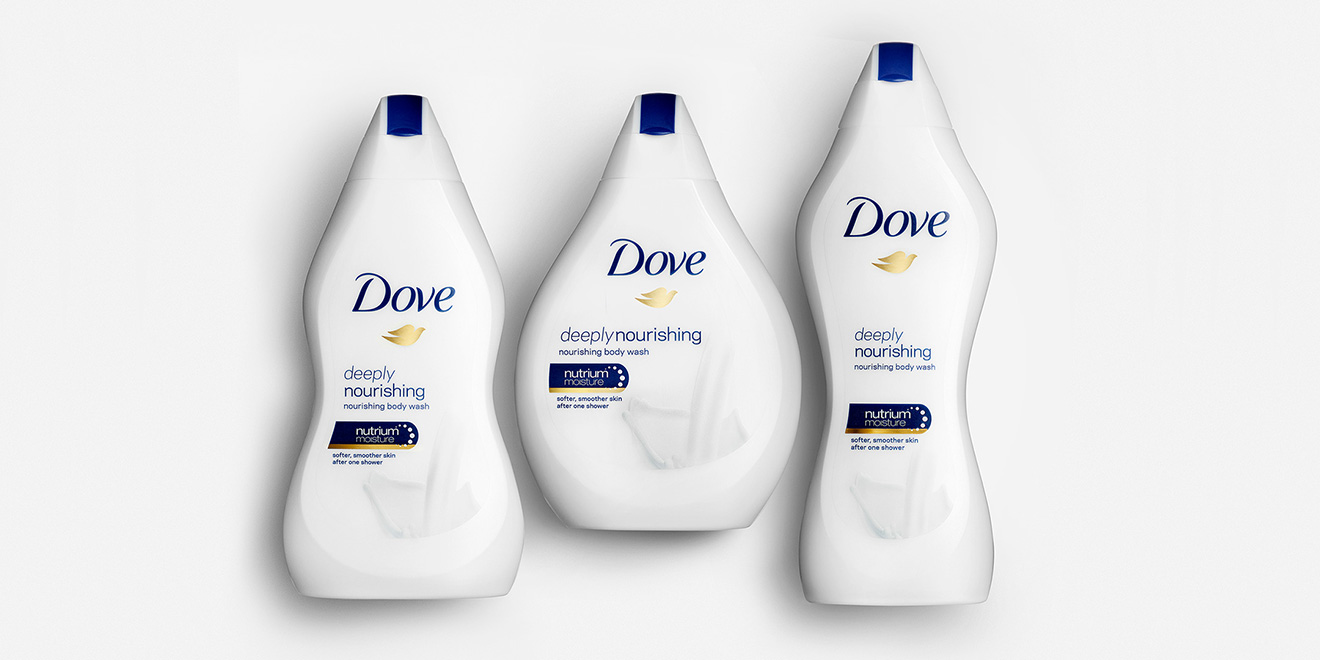 Dove
deeply
nourishing
nourishing body wash
nutrium
moisture
softer, smoother skin
after one shower
Dove
deeplynourishing
nourishing body wash
nutrium
moisture
softer, smoother skin
after one shower
Dove
deeply
nourishing
nourishing body wash
nutrium
moisture
softer, smoother skin
after one shower